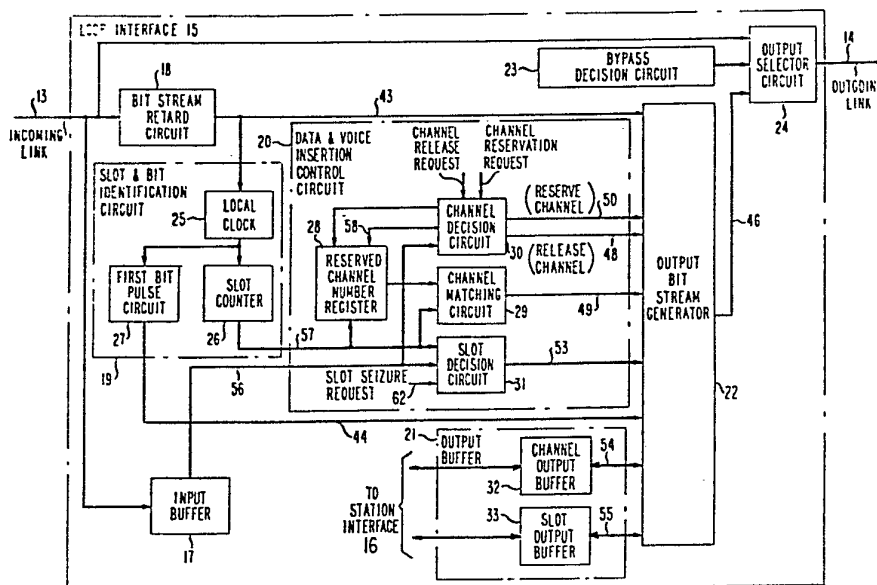 LOOP INTERFACE 15
18
BIT STREAM
RETARD
CIRCUIT
13
INCOMING
LINK
23
BYPASS
DECISION CIRCUIT
OUTPUT
SELECTOR
CIRCUIT
24
14
OUTGOING
LINK
43
20
DATA & VOICE
INSERTION
CONTROL
CIRCUIT
CHANNEL
RELEASE
REQUEST
CHANNEL
RESERVATION
REQUEST
SLOT & BIT
IDENTIFICATION
CIRCUIT
25
LOCAL
CLOCK
FIRST BIT
PULSE
CIRCUIT
27
SLOT
COUNTER
26
19
28
58
RESERVED
CHANNEL
NUMBER
REGISTER
CHANNEL
DECISION
CIRCUIT
30
(RESERVE
CHANNEL)
50
(RELEASE
CHANNEL)
48
CHANNEL
MATCHING
CIRCUIT
29
49
57
56
SLOT
DECISION
CIRCUIT
31
53
SLOT SEIZURE
REQUEST
62
46
OUTPUT
BIT
STREAM
GENERATOR
22
44
INPUT
BUFFER
17
21
OUTPUT
BUFFER
CHANNEL
OUTPUT
BUFFER
32
54
TO
STATION
INTERFACE
16
33
SLOT
OUTPUT
BUFFER
55